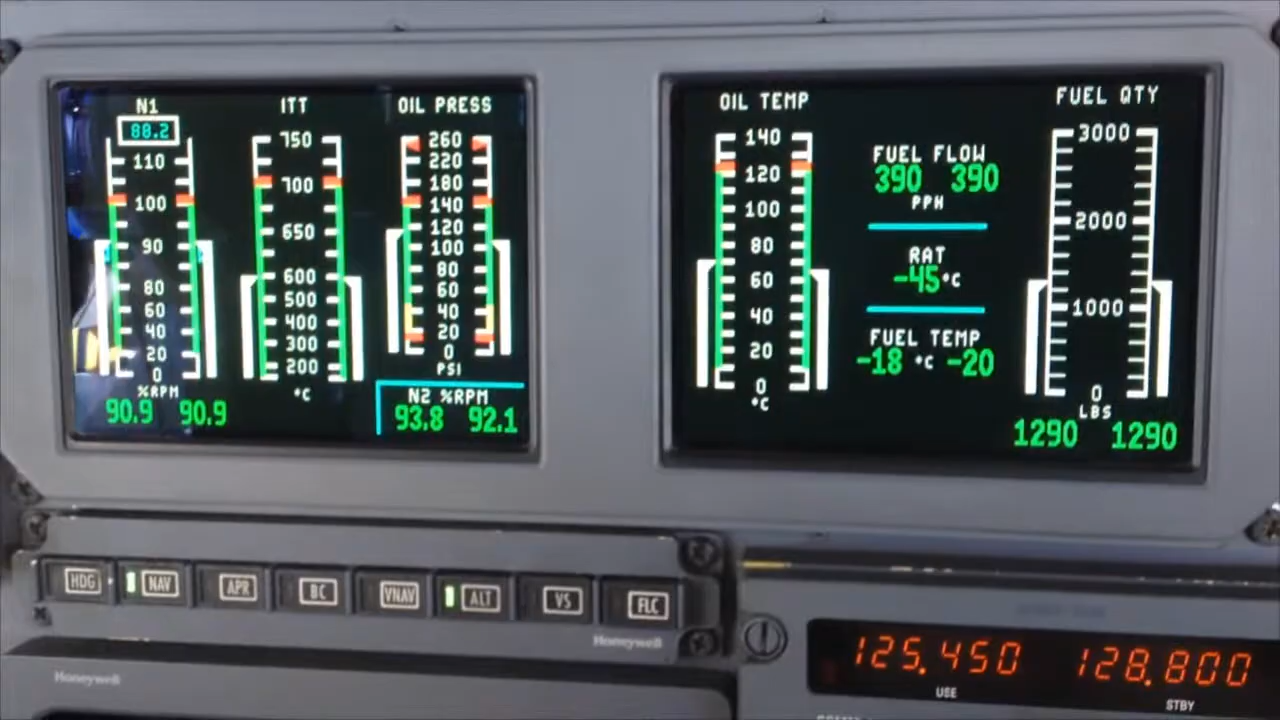 N1
ITT
OIL PRESS
88.2
110
100
90
80
60
40
20
0
%RPM
90.9 90.9
750
700
650
600
500
400
300
200
°C
260
220
180
140
120
100
80
60
40
20
0
PSI
N2 %RPM
93.8 92.1
OIL TEMP
140
120
100
80
60
40
20
0
°C
FUEL FLOW
390 390
PPH
RAT
-45°C
FUEL TEMP
-18 °C -20
FUEL QTY
3000
2000
1000
0
LBS
1290 1290
HDG NAV APR BC VNAV ALT VS FLC
Honeywell
Honeywell
125.450 128.800
USE STBY